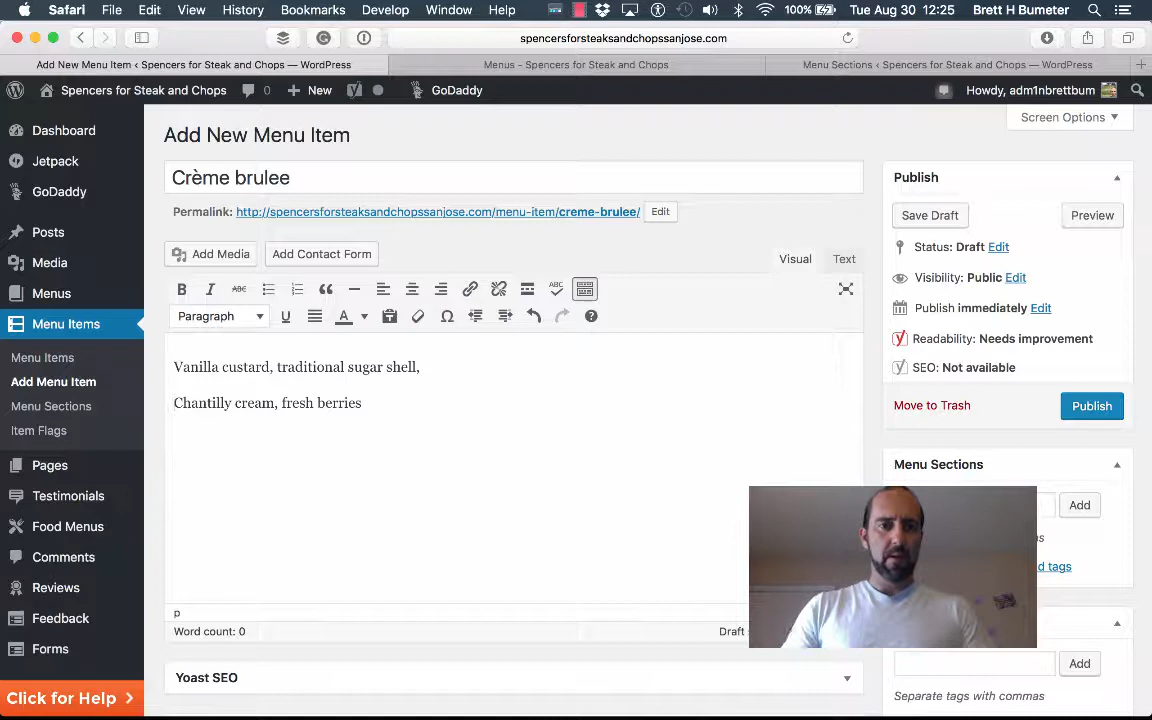 Safari File Edit View History Bookmarks Develop Window Help 100% Tue Aug 30 12:25 Brett H Bumeter
spencersforsteaksandchopssanjose.com
Add New Menu Item ‹ Spencers for Steak and Chops — WordPress Menus - Spencers for Steak and Chops Menu Sections ‹ Spencers for Steak and Chops — WordPress
Spencers for Steak and Chops 0 New GoDaddy Howdy, adm1nbrettbum
Screen Options
Dashboard
Jetpack
GoDaddy
Posts
Media
Menus
Menu Items
Menu Items
Add Menu Item
Menu Sections
Item Flags
Pages
Testimonials
Food Menus
Comments
Reviews
Feedback
Forms
Click for Help
Add New Menu Item
Crème brulee
Permalink: http://spencersforsteaksandchopssanjose.com/menu-item/creme-brulee/ Edit
Add Media Add Contact Form Visual Text
B I ABC ABC
Paragraph U A
Vanilla custard, traditional sugar shell,
Chantilly cream, fresh berries
p
Word count: 0 Draft
Yoast SEO
Publish
Save Draft Preview
Status: Draft Edit
Visibility: Public Edit
Publish immediately Edit
Readability: Needs improvement
SEO: Not available
Move to Trash Publish
Menu Sections
Add
d tags
Add
Separate tags with commas